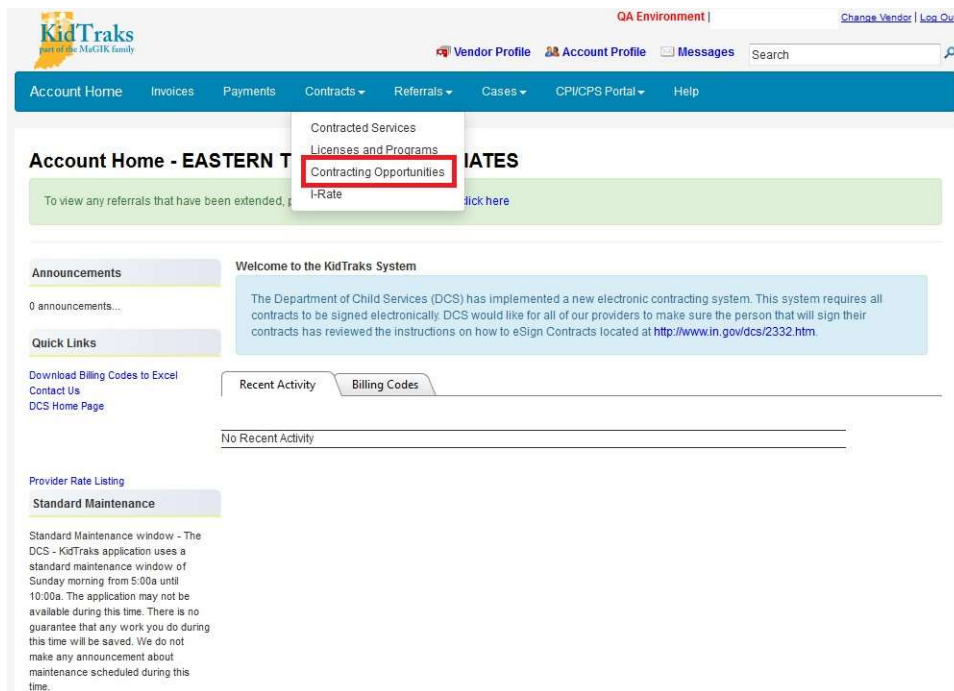 KidTraks
part of the MaGIK family
QA Environment |
Change Vendor | Log Ou
Vendor Profile Account Profile Messages Search
Account Home Invoices Payments Contracts Referrals Cases CPI/CPS Portal Help
Contracted Services
Licenses and Programs
Contracting Opportunities
I-Rate
Account Home - EASTERN T IATES
To view any referrals that have been extended, click here
Announcements
0 announcements...
Quick Links
Download Billing Codes to Excel
Contact Us
DCS Home Page
Provider Rate Listing
Standard Maintenance
Standard Maintenance window - The
DCS - KidTraks application uses a
standard maintenance window of
Sunday morning from 5:00a until
10:00a. The application may not be
available during this time. There is no
guarantee that any work you do during
this time will be saved. We do not
make any announcement about
maintenance scheduled during this
time.
Welcome to the KidTraks System
The Department of Child Services (DCS) has implemented a new electronic contracting system. This system requires all
contracts to be signed electronically. DCS would like for all of our providers to make sure the person that will sign their
contracts has reviewed the instructions on how to eSign Contracts located at http://www.in.gov/dcs/2332.htm.
Recent Activity Billing Codes
No Recent Activity